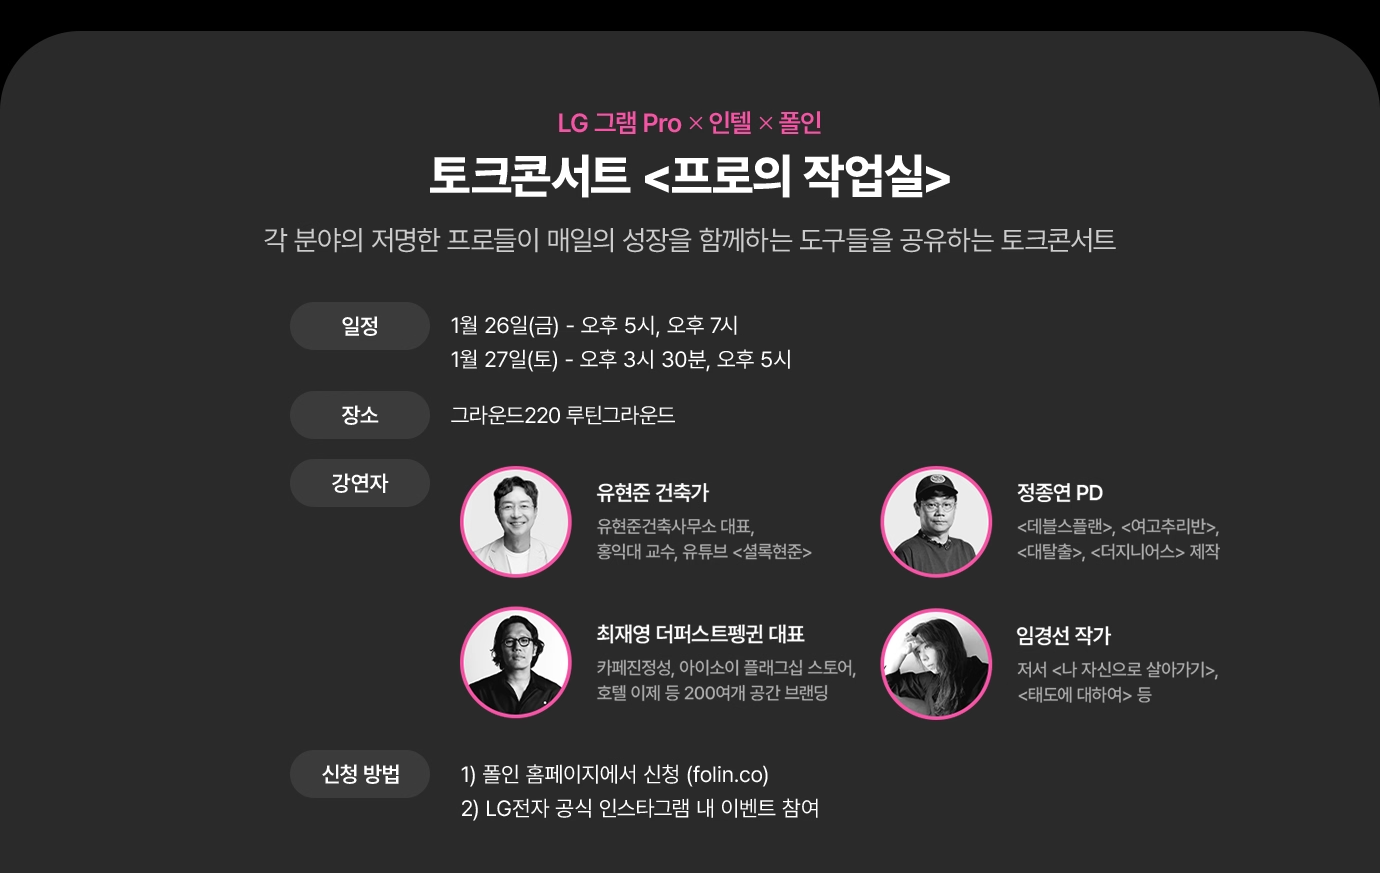 LG 그램 Pro × 인텔 × 폴인
토크콘서트 <프로의 작업실>
각 분야의 저명한 프로들이 매일의 성장을 함께하는 도구들을 공유하는 토크콘서트
일정
1월 26일(금) - 오후 5시, 오후 7시
1월 27일(토) - 오후 3시 30분, 오후 5시
장소
그라운드220 루틴그라운드
강연자
유현준 건축가
유현준건축사무소 대표,
홍익대 교수, 유튜브 <셜록현준>
정종연 PD
<데블스플랜>, <여고추리반>,
<대탈출>, <더지니어스> 제작
최재영 더퍼스트펭귄 대표
카페진정성, 아이소이 플래그십 스토어,
호텔 이제 등 200여개 공간 브랜딩
임경선 작가
저서 <나 자신으로 살아가기>,
<태도에 대하여> 등
신청 방법
1) 폴인 홈페이지에서 신청 (folin.co)
2) LG전자 공식 인스타그램 내 이벤트 참여